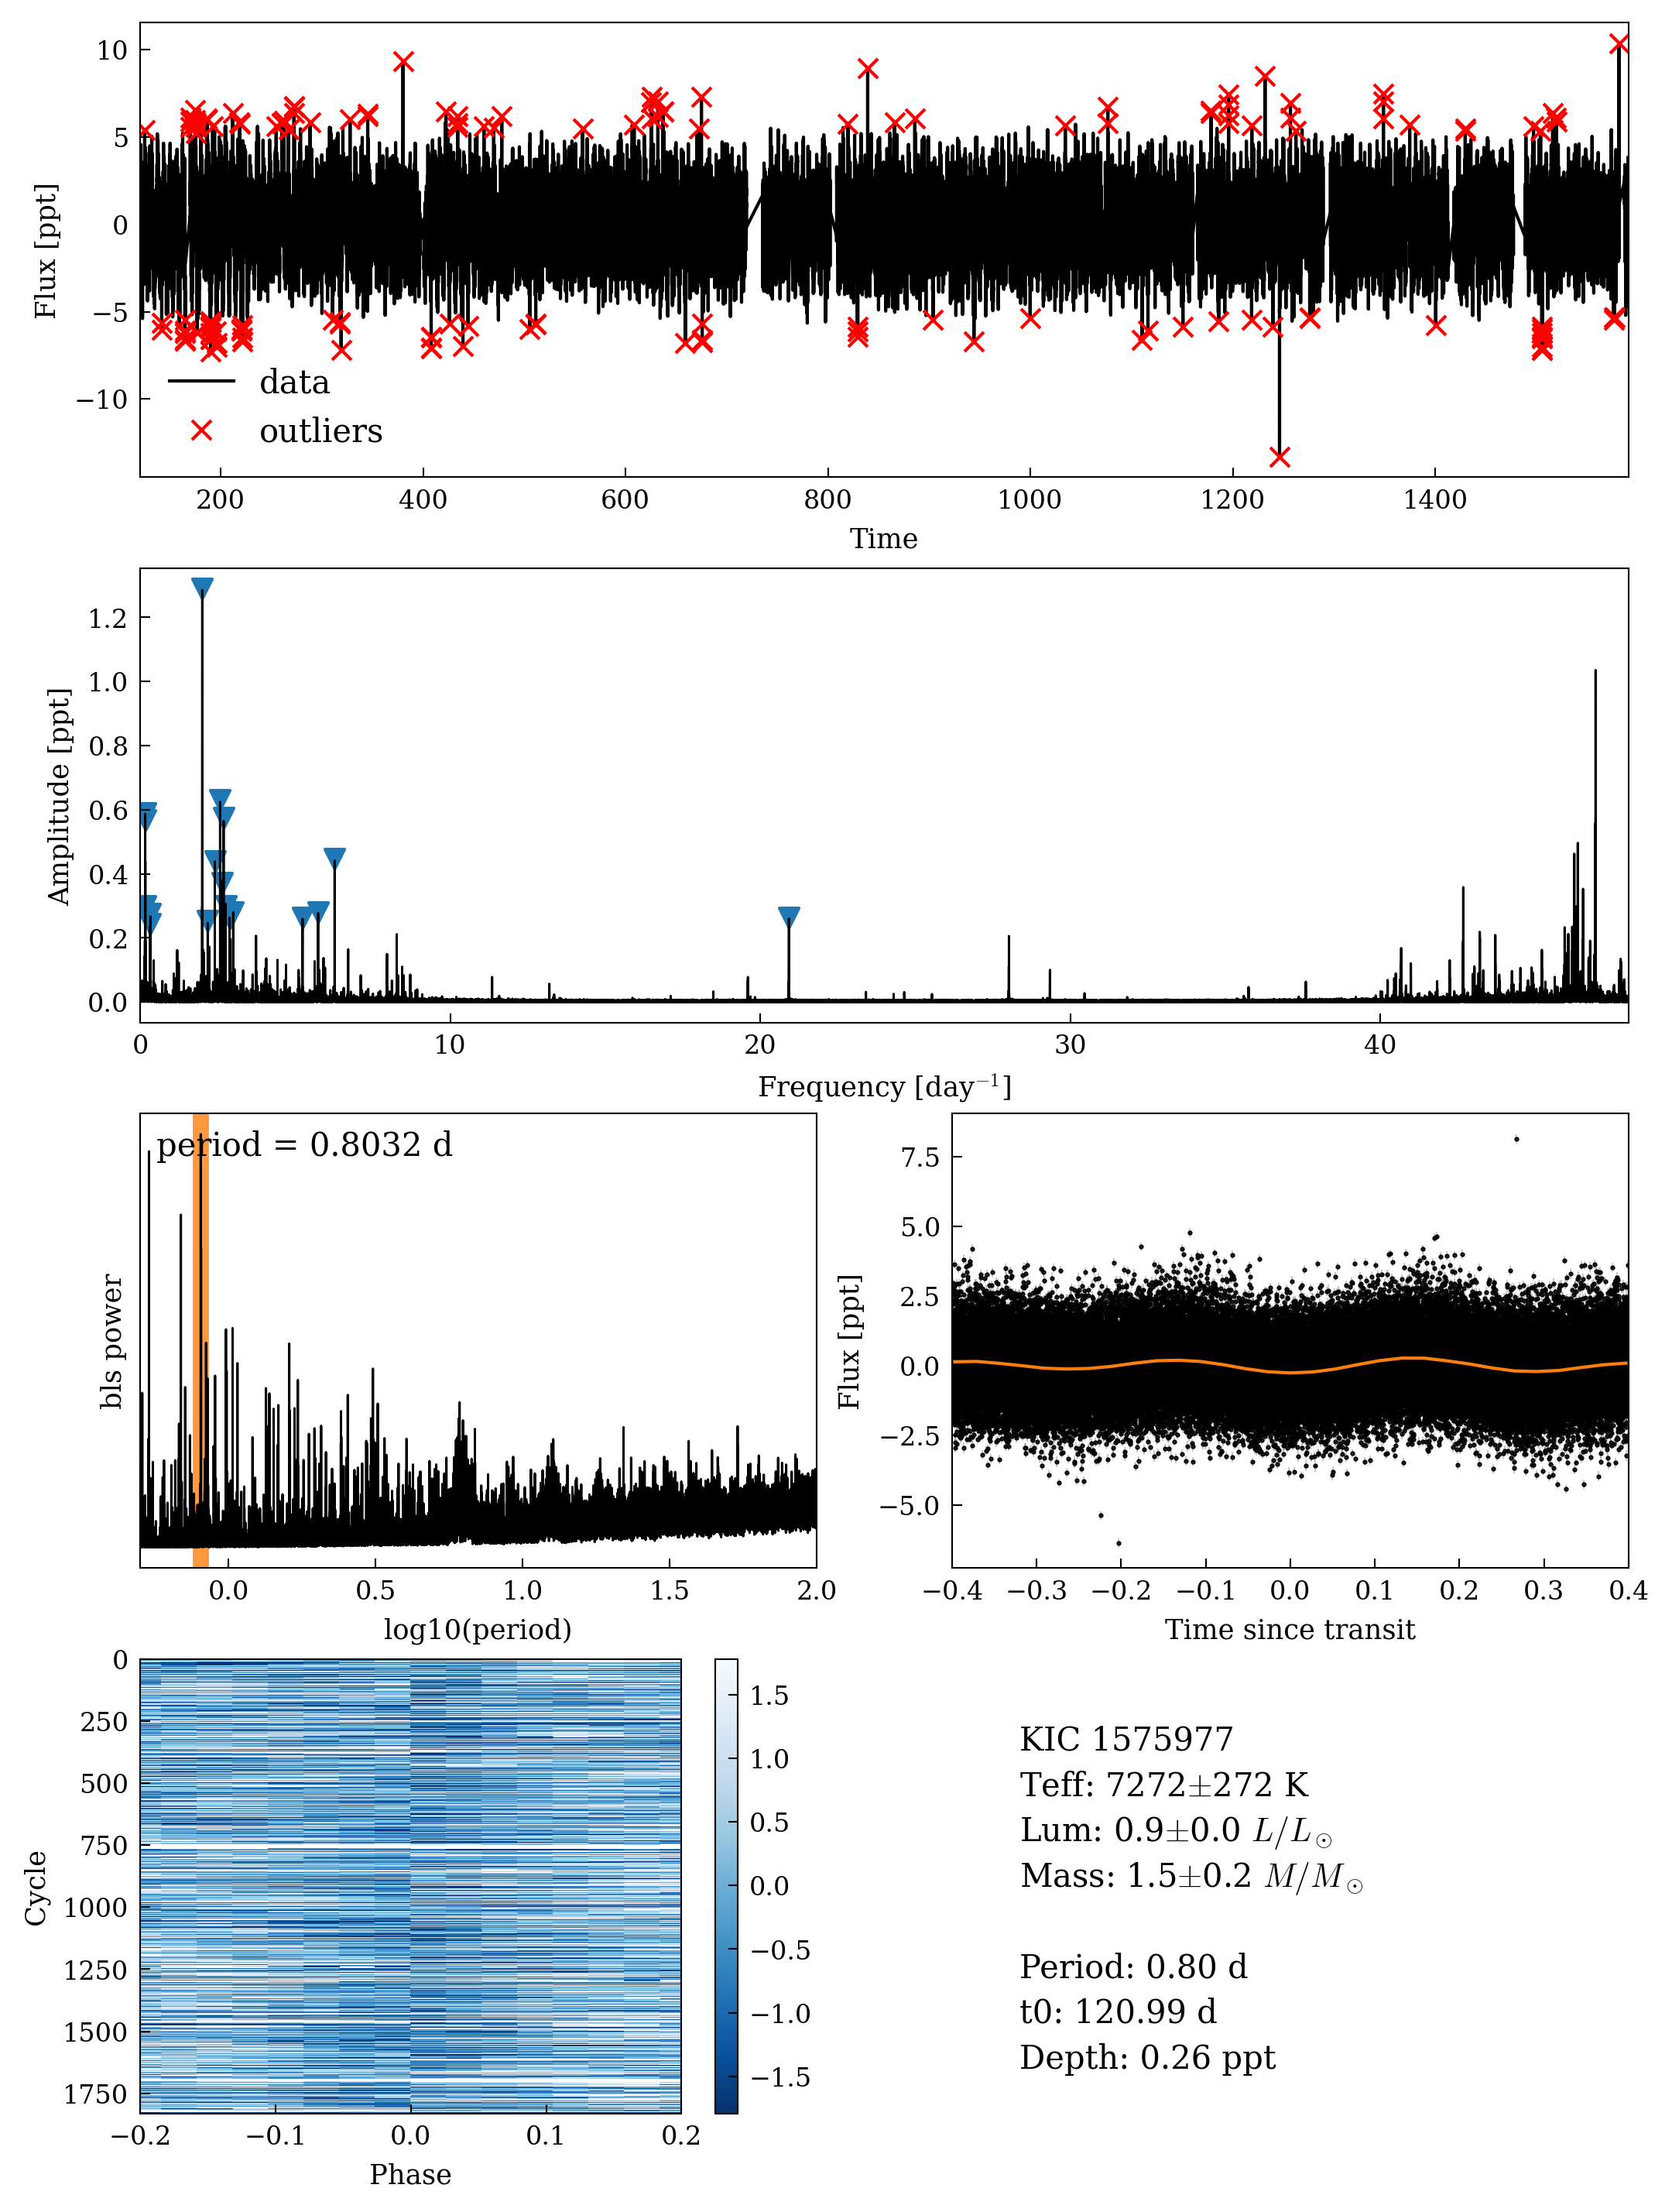 10
5
0
−5
−10
Flux [ppt]
data
outliers
200 400 600 800 1000 1200 1400
Time
1.2
1.0
0.8
0.6
0.4
0.2
0.0
Amplitude [ppt]
0 10 20 30 40
Frequency [day⁻¹]
period = 0.8032 d
bls power
0.0 0.5 1.0 1.5 2.0
log10(period)
7.5
5.0
2.5
0.0
−2.5
−5.0
Flux [ppt]
−0.4 −0.3 −0.2 −0.1 0.0 0.1 0.2 0.3 0.4
Time since transit
0
250
500
750
1000
1250
1500
1750
Cycle
−0.2 −0.1 0.0 0.1 0.2
Phase
1.5
1.0
0.5
0.0
−0.5
−1.0
−1.5
KIC 1575977
Teff: 7272±272 K
Lum: 0.9±0.0 L/L☉
Mass: 1.5±0.2 M/M☉
Period: 0.80 d
t0: 120.99 d
Depth: 0.26 ppt